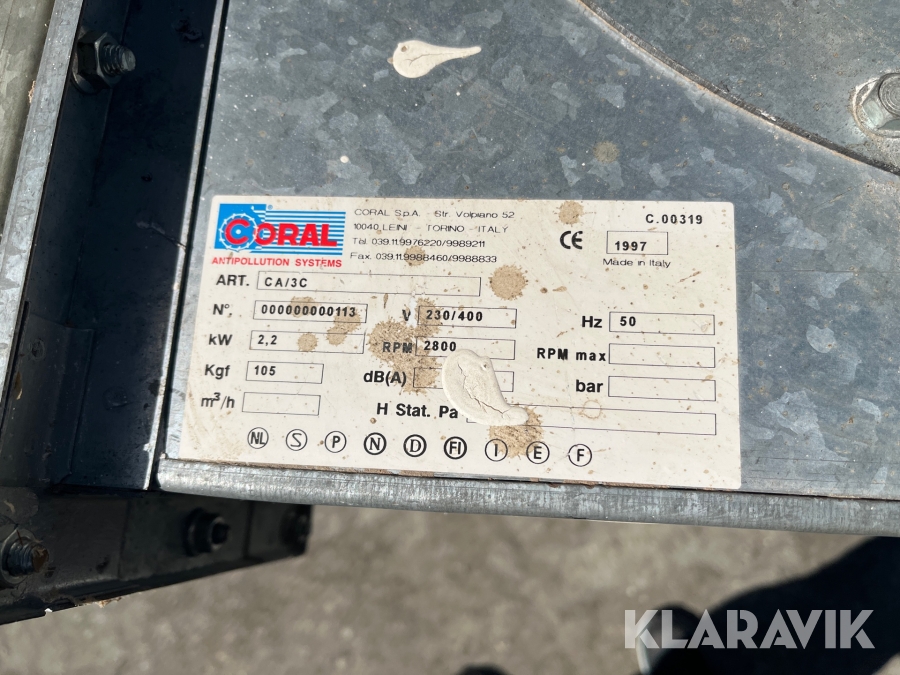 CORAL
ANTIPOLLUTION SYSTEMS
CORAL S.p.A. Str. Volpiano 52
10040 LEINI - TORINO - ITALY
Tel. 039.11.9976220/9989211
Fax. 039.11.9988460/9988833
CE
C.00319
1997
Made in Italy
ART. CA/3C
N°. 000000000113 V 230/400 Hz 50
kW 2,2 RPM 2800 RPM max
Kgf 105 dB(A) bar
m³/h H Stat. Pa
NL S P N D FI I E F
KLARAVIK